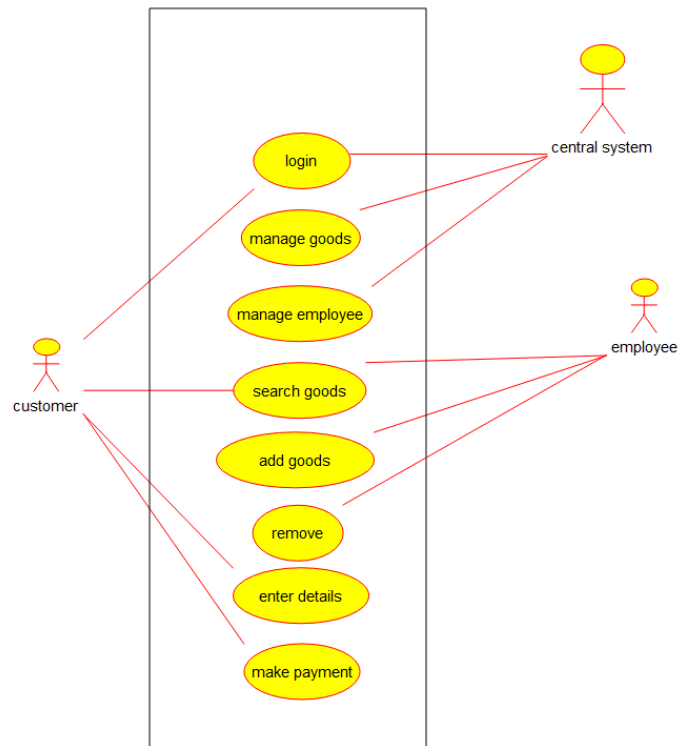 central system
login
manage goods
manage employee
employee
customer
search goods
add goods
remove
enter details
make payment